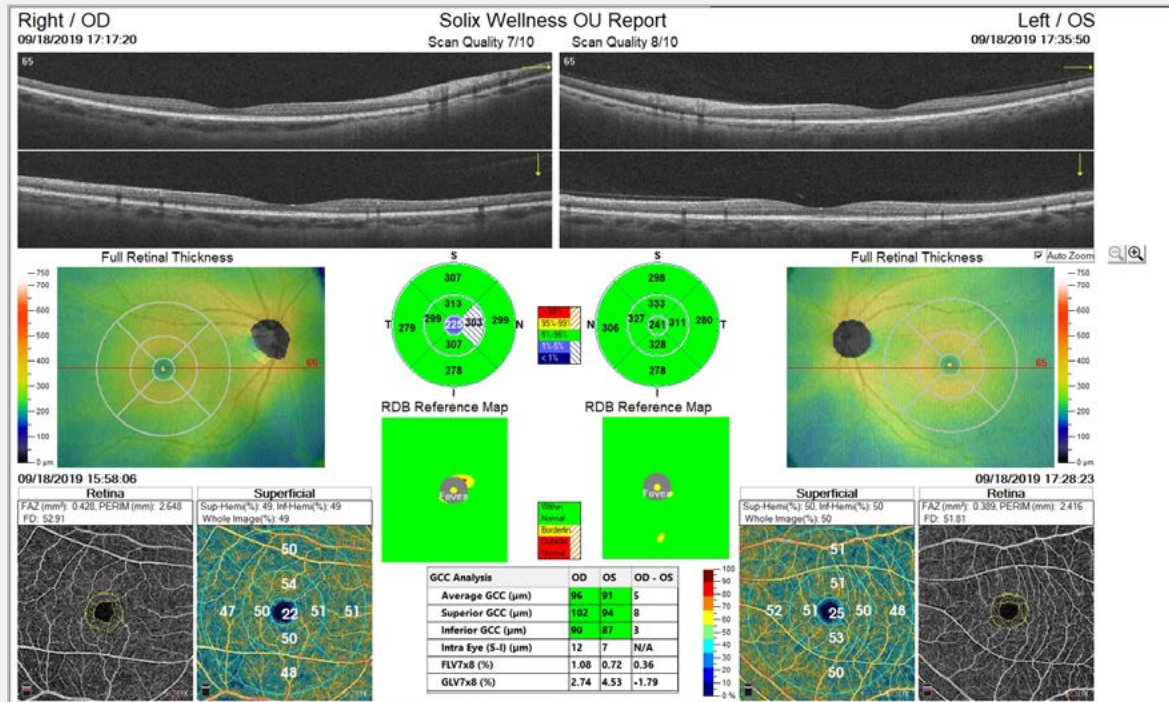 Right / OD
Solix Wellness OU Report
Left / OS
09/18/2019 17:17:20
Scan Quality 7/10
Scan Quality 8/10
09/18/2019 17:35:50
65
65
Full Retinal Thickness
Full Retinal Thickness
Auto Zoom
750
600
500
400
300
200
100
0 µm
S
307
313
T
279
299
225
303
299
N
307
278
I
95%-99%
5%-95%
1%-5%
< 1%
S
298
333
N
306
327
241
311
280
T
328
278
I
750
600
500
400
300
200
100
0 µm
65
65
RDB Reference Map
RDB Reference Map
Fovea
Fovea
Within
Normal
Borderlin
Outside
Normal
09/18/2019 15:58:06
09/18/2019 17:28:23
Retina
FAZ (mm²): 0.428, PERIM (mm): 2.648
FD: 52.91
Superficial
Sup-Hemi(%): 49, Inf-Hemi(%): 49
Whole Image(%): 49
50
54
47
50
22
51
51
50
48
GCC Analysis OD OS OD - OS
Average GCC (µm) 96 91 5
Superior GCC (µm) 102 94 8
Inferior GCC (µm) 90 87 3
Intra Eye (S-I) (µm) 12 7 N/A
FLV7x8 (%) 1.08 0.72 0.36
GLV7x8 (%) 2.74 4.53 -1.79
100
90
80
70
60
50
40
30
20
10
0 %
Superficial
Sup-Hemi(%): 50, Inf-Hemi(%): 50
Whole Image(%): 50
51
51
52
51
25
50
48
53
50
Retina
FAZ (mm²): 0.389, PERIM (mm): 2.416
FD: 51.81